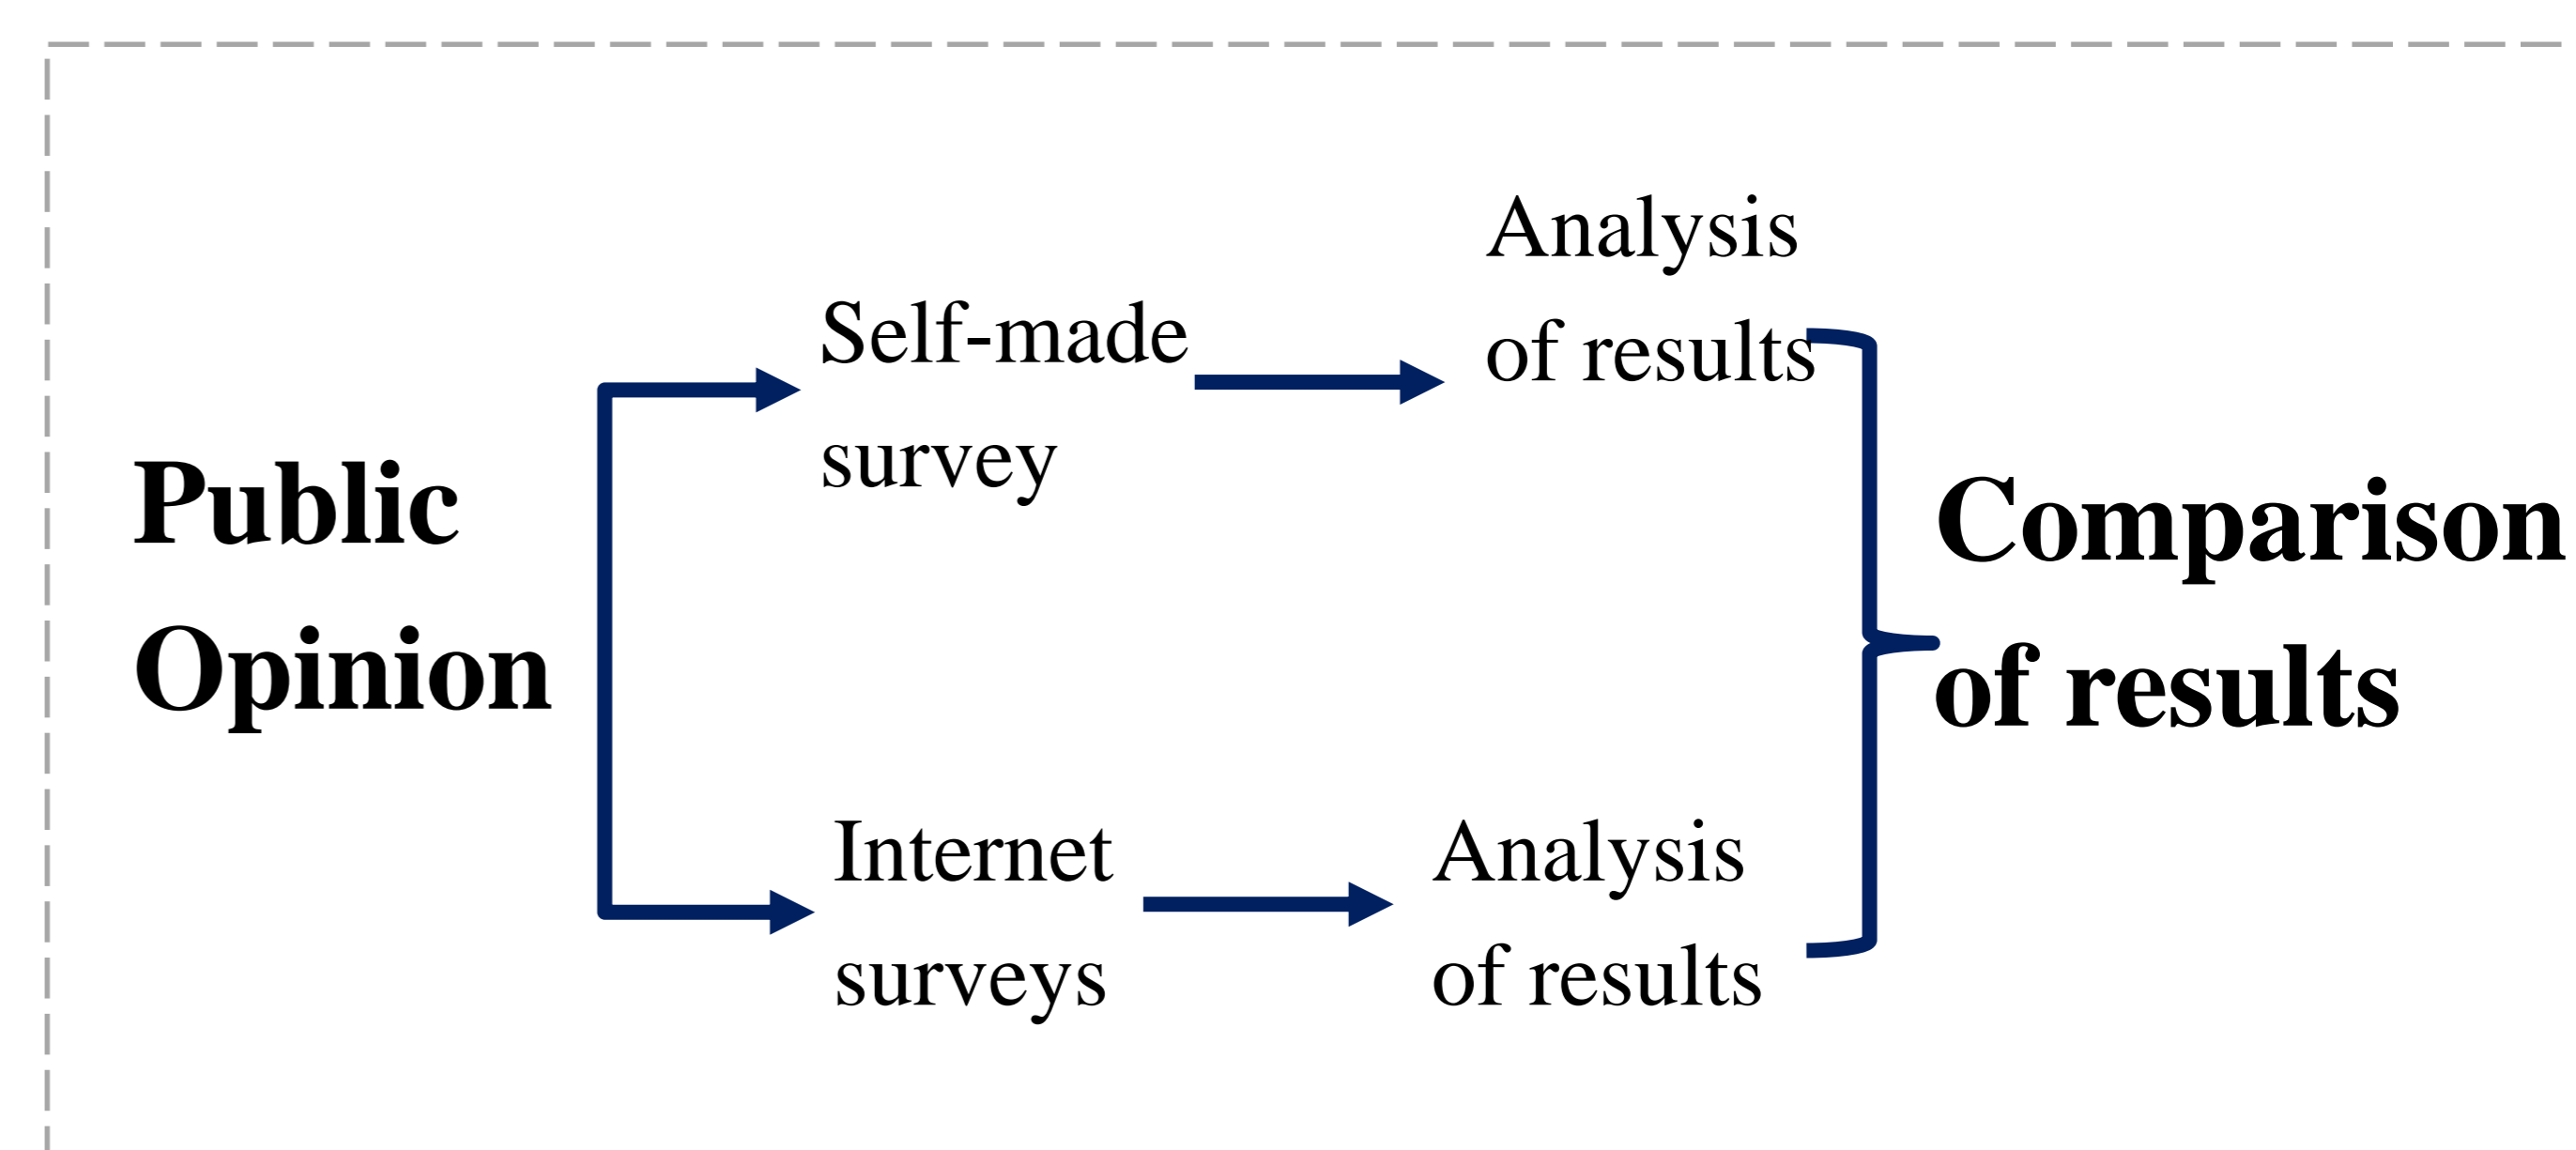 Public
Opinion
Self-made
survey
Analysis
of results
Internet
surveys
Analysis
of results
Comparison
of results